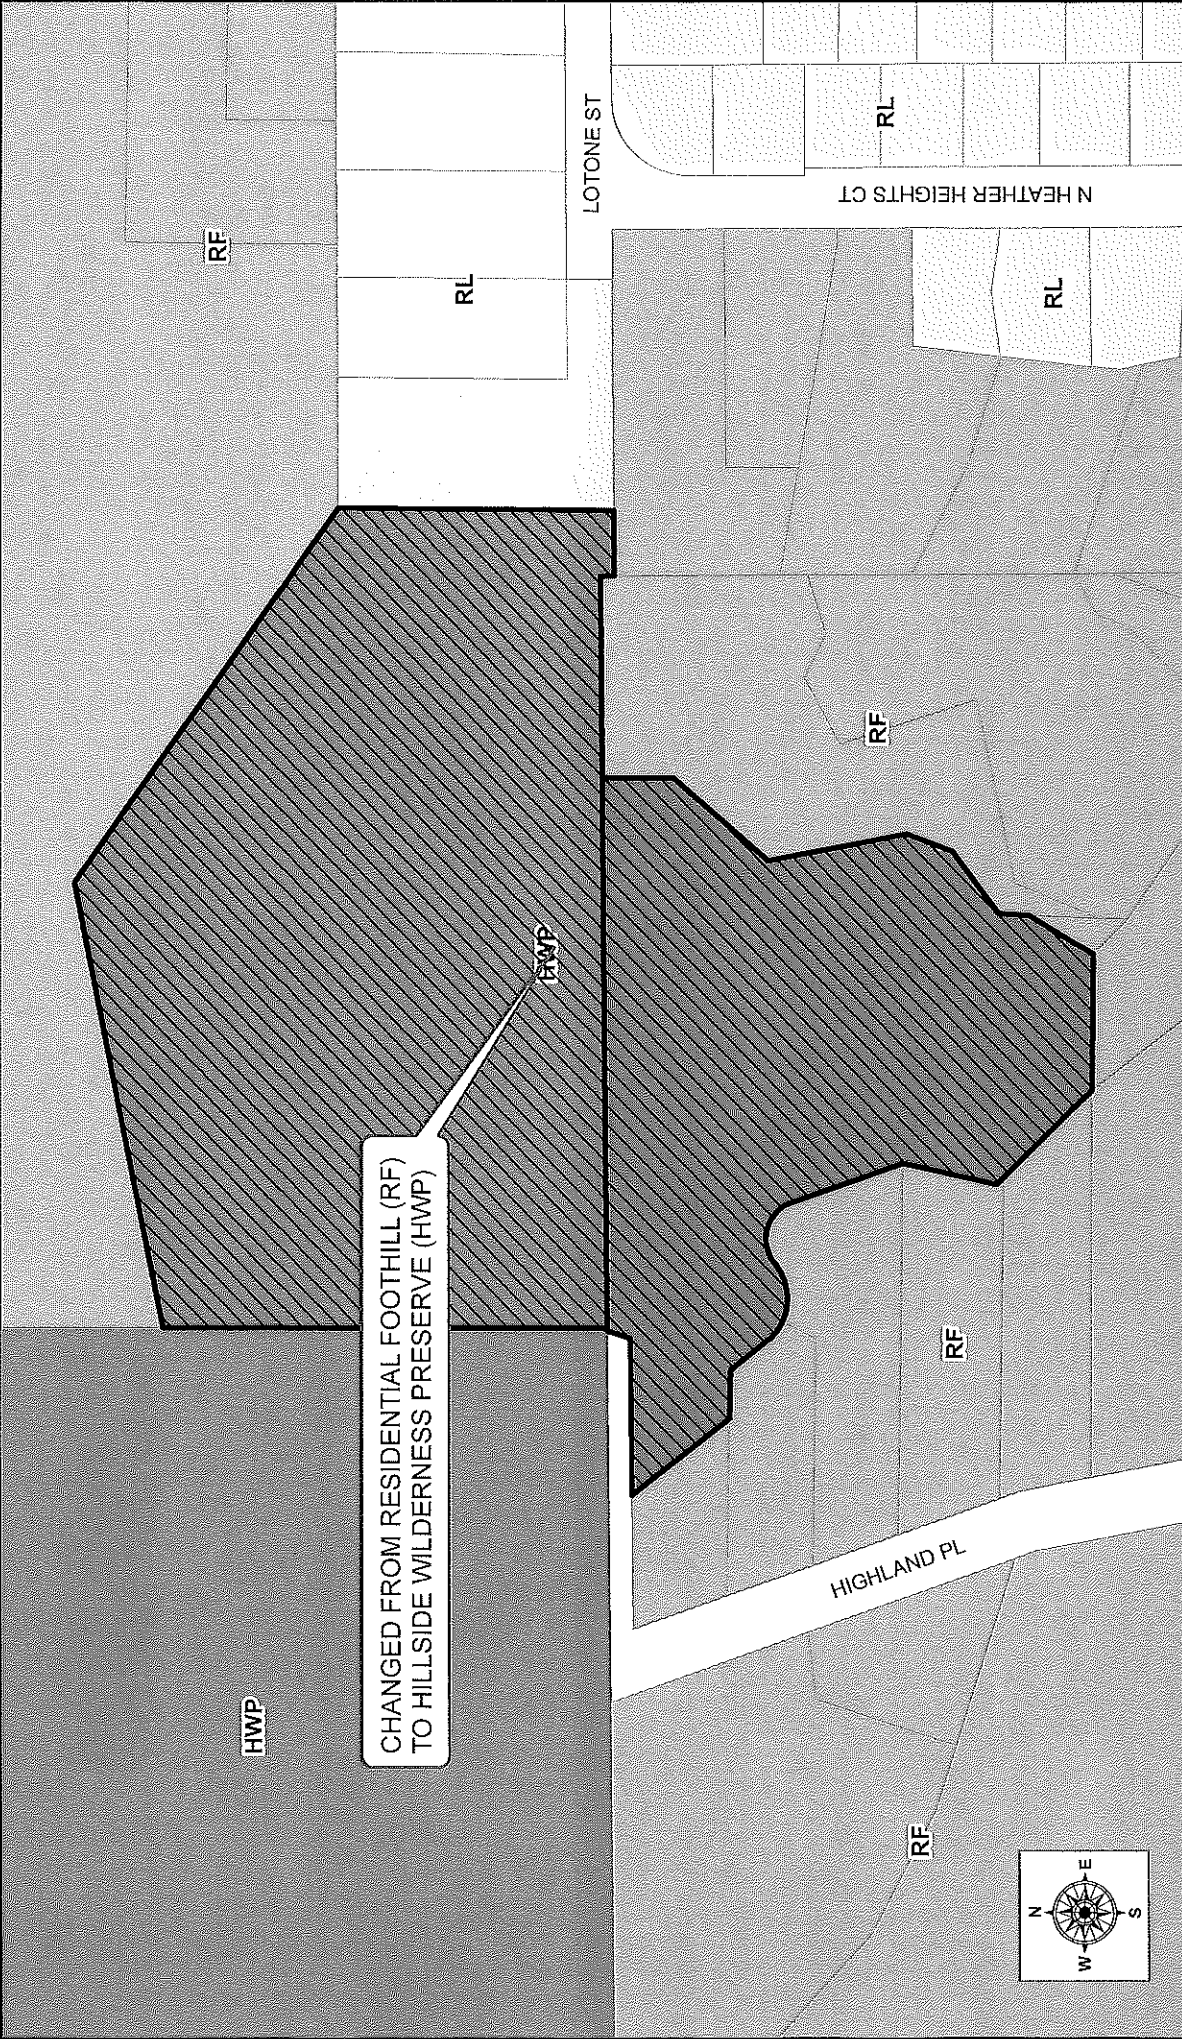 RF
HWP
CHANGED FROM RESIDENTIAL FOOTHILL (RF)
TO HILLSIDE WILDERNESS PRESERVE (HWP)
RL
HWP
LOTONE ST
RF
RL
HIGHLAND PL
N HEATHER HEIGHTS CT
RF
RF
RL
N
W E
S